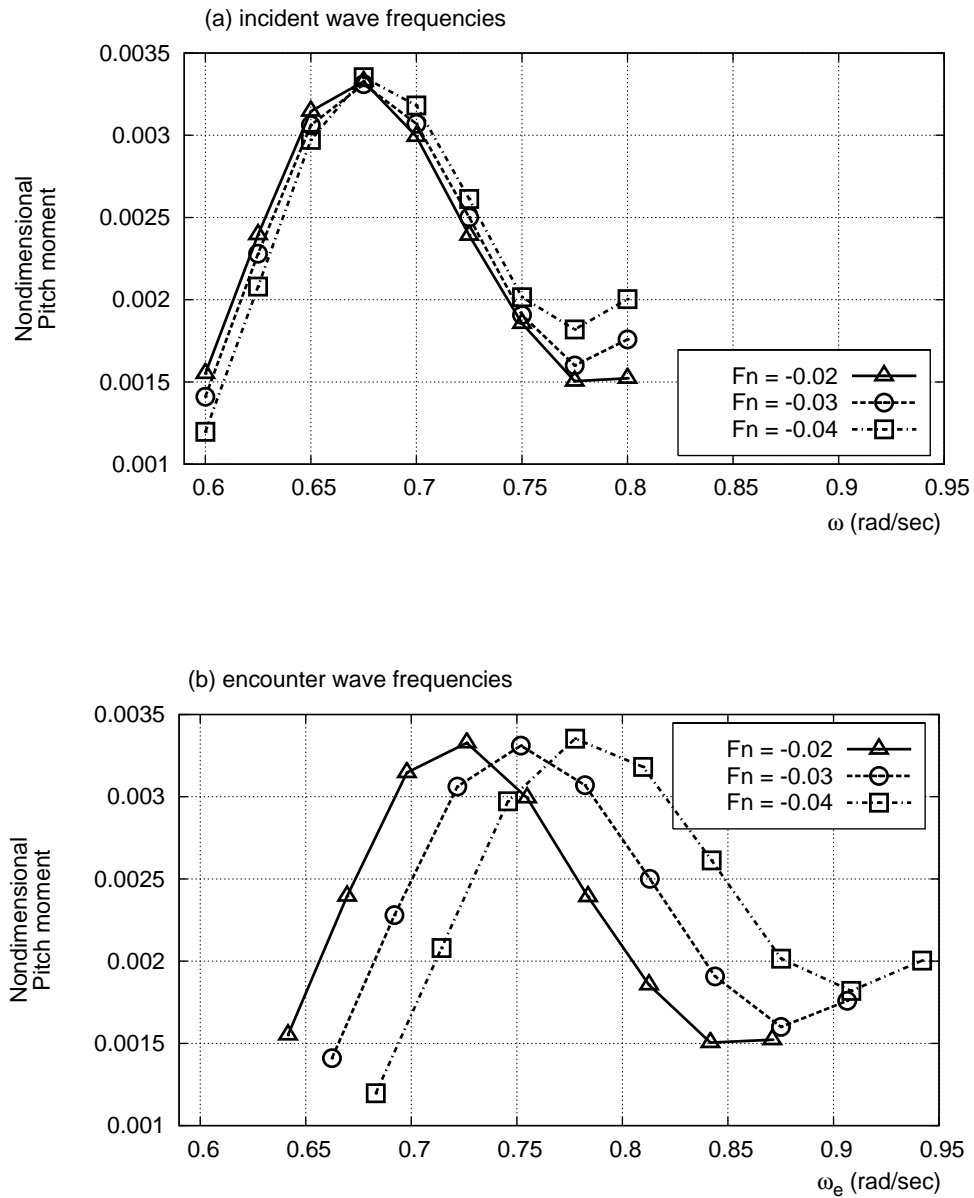 (a) incident wave frequencies
0.0035
0.003
0.0025
0.002
0.0015
0.001
Nondimensional
Pitch moment
Fn = -0.02
Fn = -0.03
Fn = -0.04
0.6 0.65 0.7 0.75 0.8 0.85 0.9 0.95
ω (rad/sec)
(b) encounter wave frequencies
0.0035
0.003
0.0025
0.002
0.0015
0.001
Nondimensional
Pitch moment
Fn = -0.02
Fn = -0.03
Fn = -0.04
0.6 0.65 0.7 0.75 0.8 0.85 0.9 0.95
ωe (rad/sec)